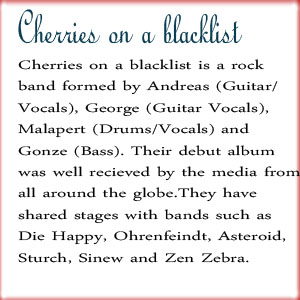 Cherries on a blacklist
Cherries on a blacklist is a rock
band formed by Andreas (Guitar/
Vocals), George (Guitar Vocals),
Malapert (Drums/Vocals) and
Gonze (Bass). Their debut album
was well recieved by the media from
all around the globe.They have
shared stages with bands such as
Die Happy, Ohrenfeindt, Asteroid,
Sturch, Sinew and Zen Zebra.